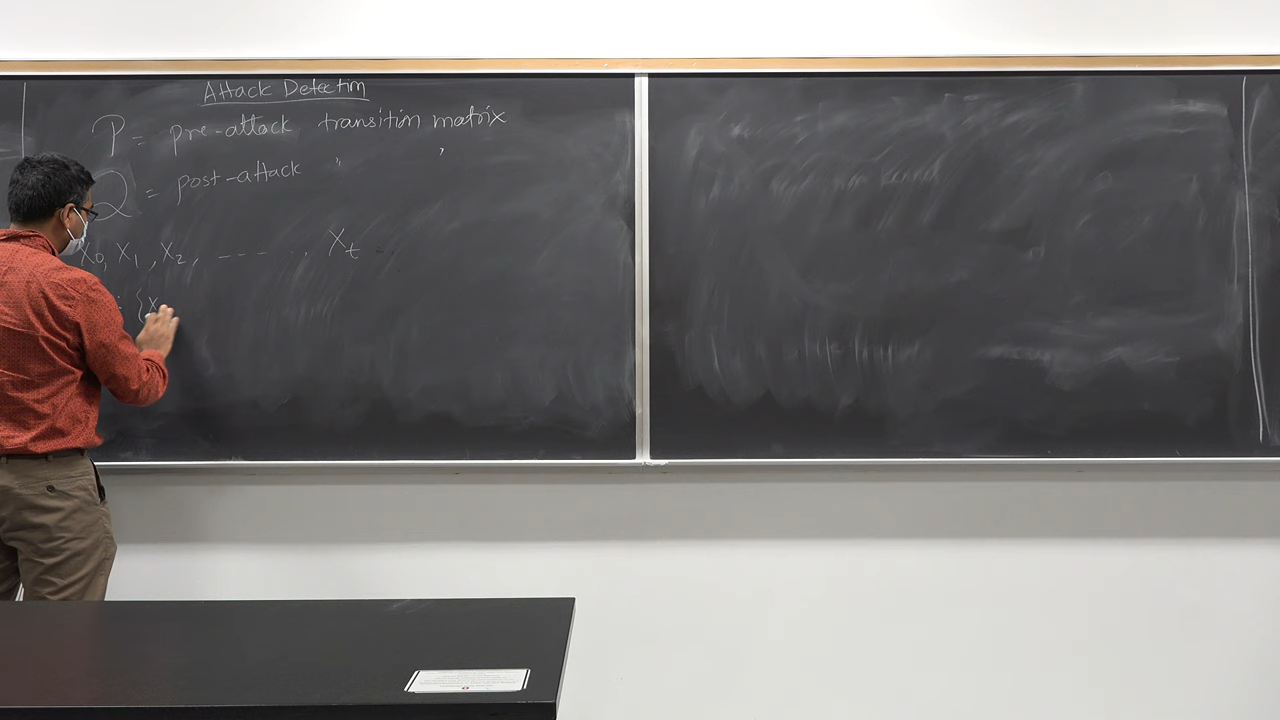 Attack Detection
P = pre-attack transition matrix
Q = post-attack " "
X0, X1, X2, ---- .. Xt
: {X